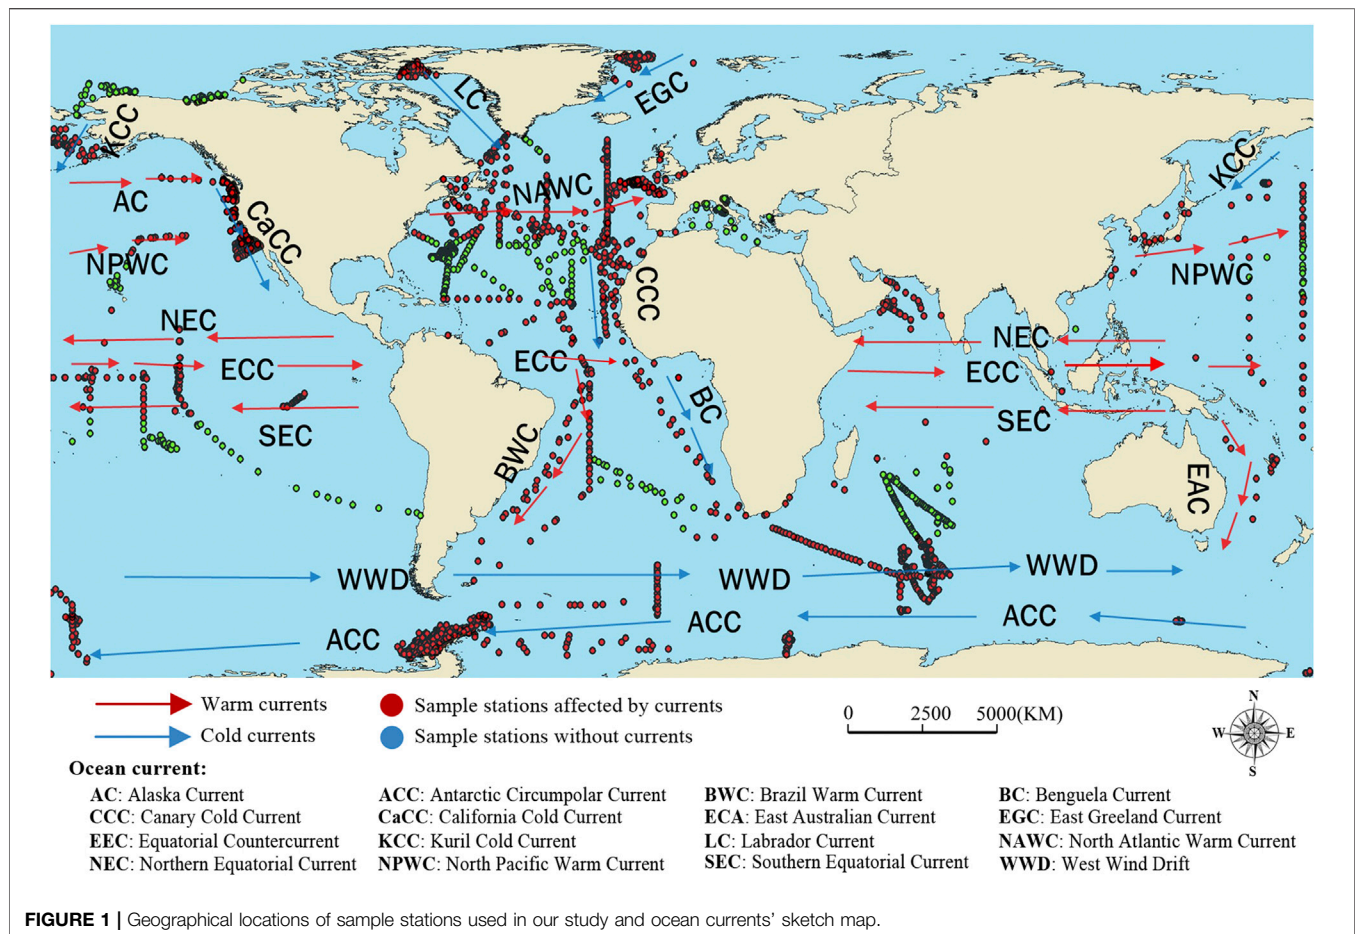 LC
EGC
KCC
KCC
NAWC
AC
CaCC
NPWC
CCC
NPWC
NEC
NEC
ECC
ECC
ECC
BC
SEC
SEC
BWC
EAC
WWD
WWD
WWD
ACC
ACC
ACC
Warm currents
Sample stations affected by currents
Cold currents
Sample stations without currents
0 2500 5000(KM)
N
W E
S
Ocean current:
AC: Alaska Current ACC: Antarctic Circumpolar Current BWC: Brazil Warm Current BC: Benguela Current
CCC: Canary Cold Current CaCC: California Cold Current ECA: East Australian Current EGC: East Greeland Current
EEC: Equatorial Countercurrent KCC: Kuril Cold Current LC: Labrador Current NAWC: North Atlantic Warm Current
NEC: Northern Equatorial Current NPWC: North Pacific Warm Current SEC: Southern Equatorial Current WWD: West Wind Drift
FIGURE 1 | Geographical locations of sample stations used in our study and ocean currents' sketch map.